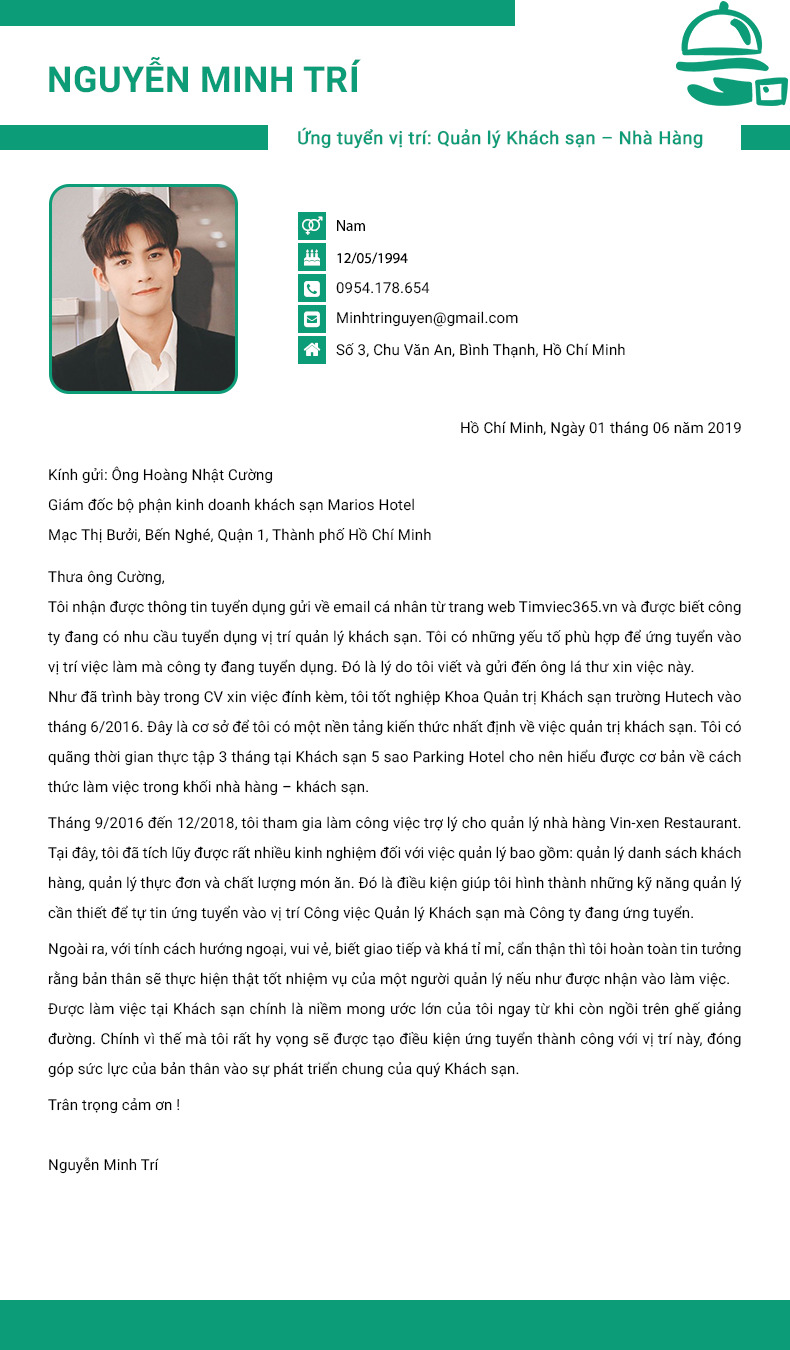 NGUYỄN MINH TRÍ
Ứng tuyển vị trí: Quản lý Khách sạn – Nhà Hàng
Nam
12/05/1994
0954.178.654
Minhtringuyen@gmail.com
Số 3, Chu Văn An, Bình Thạnh, Hồ Chí Minh
Hồ Chí Minh, Ngày 01 tháng 06 năm 2019
Kính gửi: Ông Hoàng Nhật Cường
Giám đốc bộ phận kinh doanh khách sạn Marios Hotel
Mạc Thị Bưởi, Bến Nghé, Quận 1, Thành phố Hồ Chí Minh
Thưa ông Cường,
Tôi nhận được thông tin tuyển dụng gửi về email cá nhân từ trang web Timviec365.vn và được biết công
ty đang có nhu cầu tuyển dụng vị trí quản lý khách sạn. Tôi có những yếu tố phù hợp để ứng tuyển vào
vị trí việc làm mà công ty đang tuyển dụng. Đó là lý do tôi viết và gửi đến ông lá thư xin việc này.
Như đã trình bày trong CV xin việc đính kèm, tôi tốt nghiệp Khoa Quản trị Khách sạn trường Hutech vào
tháng 6/2016. Đây là cơ sở để tôi có một nền tảng kiến thức nhất định về việc quản trị khách sạn. Tôi có
quãng thời gian thực tập 3 tháng tại Khách sạn 5 sao Parking Hotel cho nên hiểu được cơ bản về cách
thức làm việc trong khối nhà hàng – khách sạn.
Tháng 9/2016 đến 12/2018, tôi tham gia làm công việc trợ lý cho quản lý nhà hàng Vin-xen Restaurant.
Tại đây, tôi đã tích lũy được rất nhiều kinh nghiệm đối với việc quản lý bao gồm: quản lý danh sách khách
hàng, quản lý thực đơn và chất lượng món ăn. Đó là điều kiện giúp tôi hình thành những kỹ năng quản lý
cần thiết để tự tin ứng tuyển vào vị trí Công việc Quản lý Khách sạn mà Công ty đang ứng tuyển.
Ngoài ra, với tính cách hướng ngoại, vui vẻ, biết giao tiếp và khá tỉ mỉ, cẩn thận thì tôi hoàn toàn tin tưởng
rằng bản thân sẽ thực hiện thật tốt nhiệm vụ của một người quản lý nếu như được nhận vào làm việc.
Được làm việc tại Khách sạn chính là niềm mong ước lớn của tôi ngay từ khi còn ngồi trên ghế giảng
đường. Chính vì thế mà tôi rất hy vọng sẽ được tạo điều kiện ứng tuyển thành công với vị trí này, đóng
góp sức lực của bản thân vào sự phát triển chung của quý Khách sạn.
Trân trọng cảm ơn !
Nguyễn Minh Trí